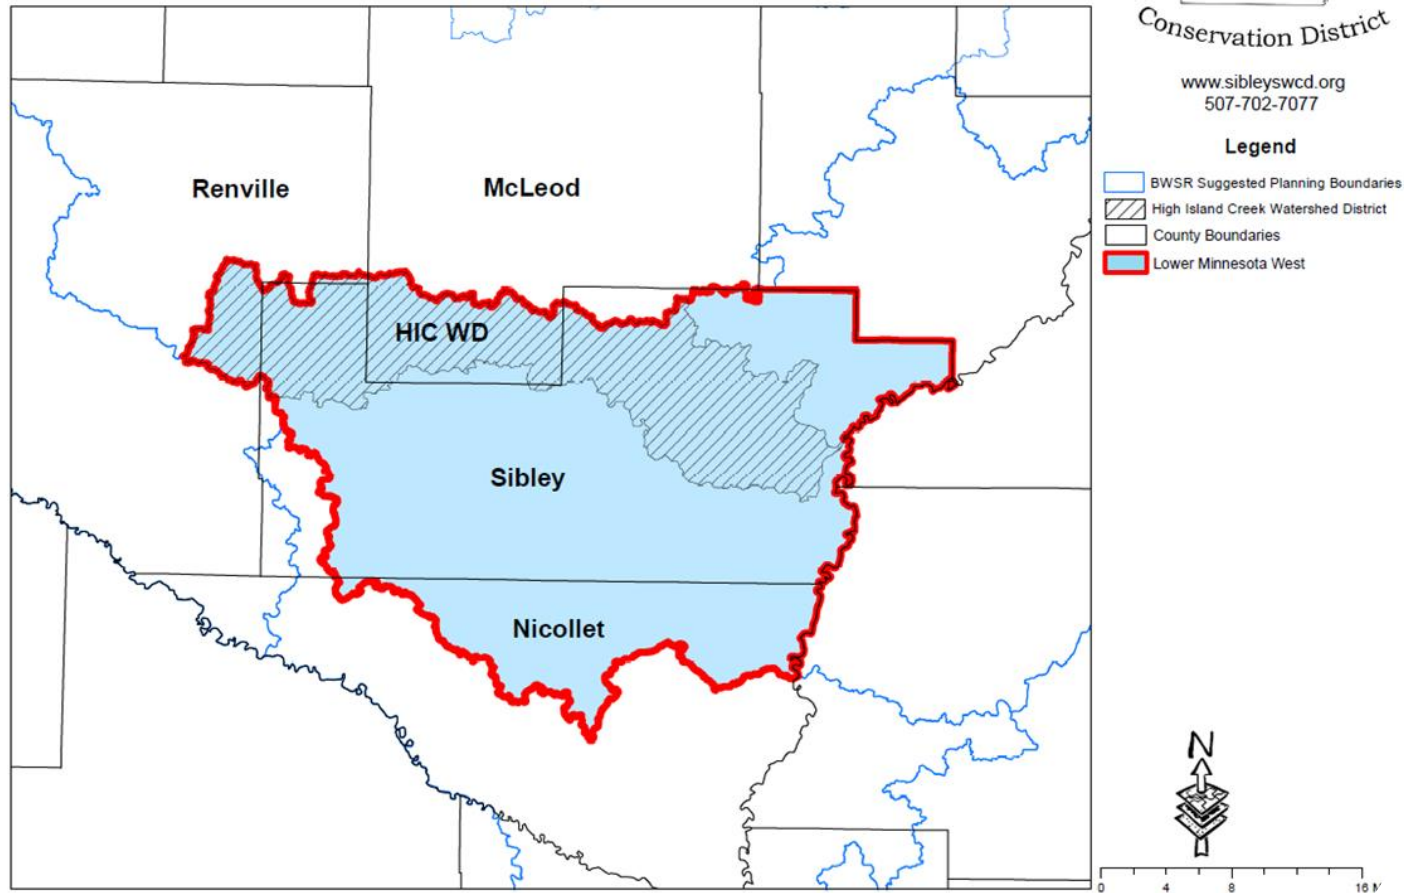 Conservation District
www.sibleyswcd.org
507-702-7077
Legend
BWSR Suggested Planning Boundaries
High Island Creek Watershed District
County Boundaries
Lower Minnesota West
Renville
McLeod
HIC WD
Sibley
Nicollet
N
0 4 8 16